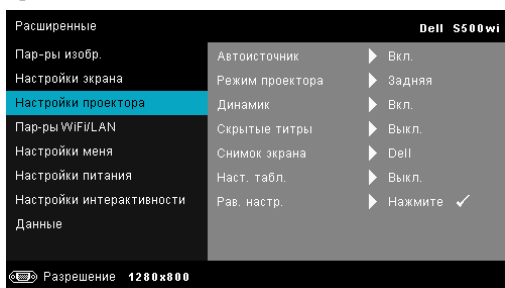 Расширенные Dell S500wi
Пар-ры изобр.
Настройки экрана
Настройки проектора
Пар-ры WiFi/LAN
Настройки меня
Настройки питания
Настройки интерактивности
Данные
Автоисточник Вкл.
Режим проектора Задняя
Динамик Вкл.
Скрытые титры Выкл.
Снимок экрана Dell
Наст. табл. Выкл.
Рав. настр. Нажмите ✓
Разрешение 1280x800